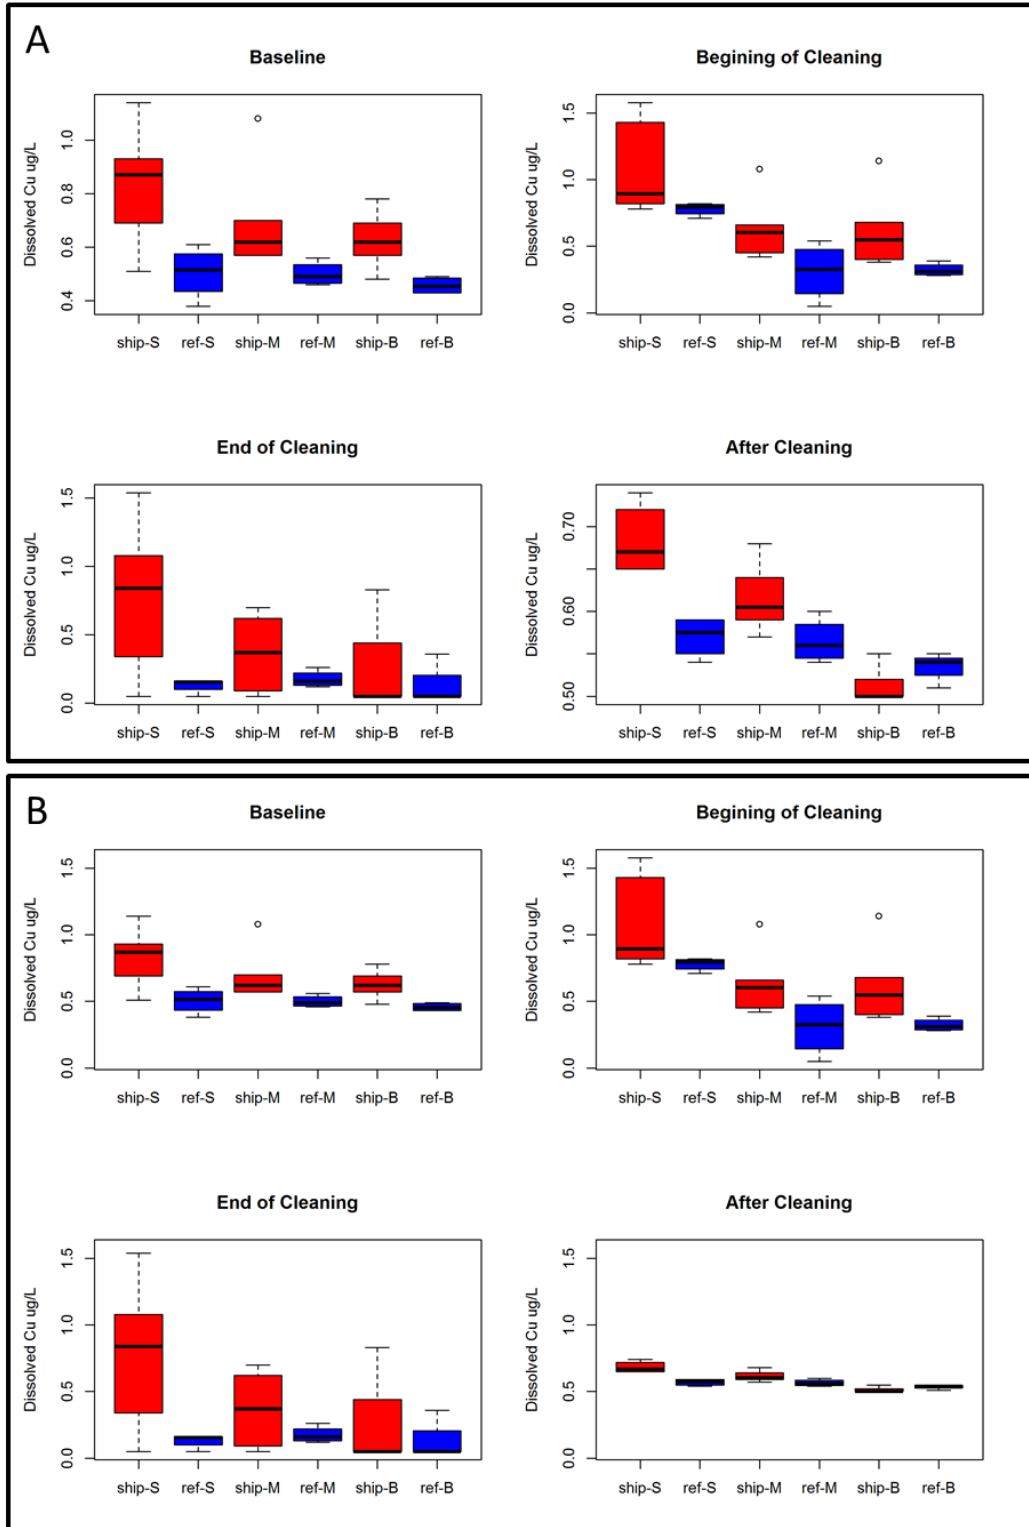 A
Baseline
Dissolved Cu ug/L
1.0
0.8
0.6
0.4
ship-S ref-S ship-M ref-M ship-B ref-B
Begining of Cleaning
Dissolved Cu ug/L
1.5
1.0
0.5
0.0
ship-S ref-S ship-M ref-M ship-B ref-B
End of Cleaning
Dissolved Cu ug/L
1.5
1.0
0.5
0.0
ship-S ref-S ship-M ref-M ship-B ref-B
After Cleaning
Dissolved Cu ug/L
0.70
0.60
0.50
ship-S ref-S ship-M ref-M ship-B ref-B
B
Baseline
Dissolved Cu ug/L
1.5
1.0
0.5
0.0
ship-S ref-S ship-M ref-M ship-B ref-B
Begining of Cleaning
Dissolved Cu ug/L
1.5
1.0
0.5
0.0
ship-S ref-S ship-M ref-M ship-B ref-B
End of Cleaning
Dissolved Cu ug/L
1.5
1.0
0.5
0.0
ship-S ref-S ship-M ref-M ship-B ref-B
After Cleaning
Dissolved Cu ug/L
1.5
1.0
0.5
0.0
ship-S ref-S ship-M ref-M ship-B ref-B